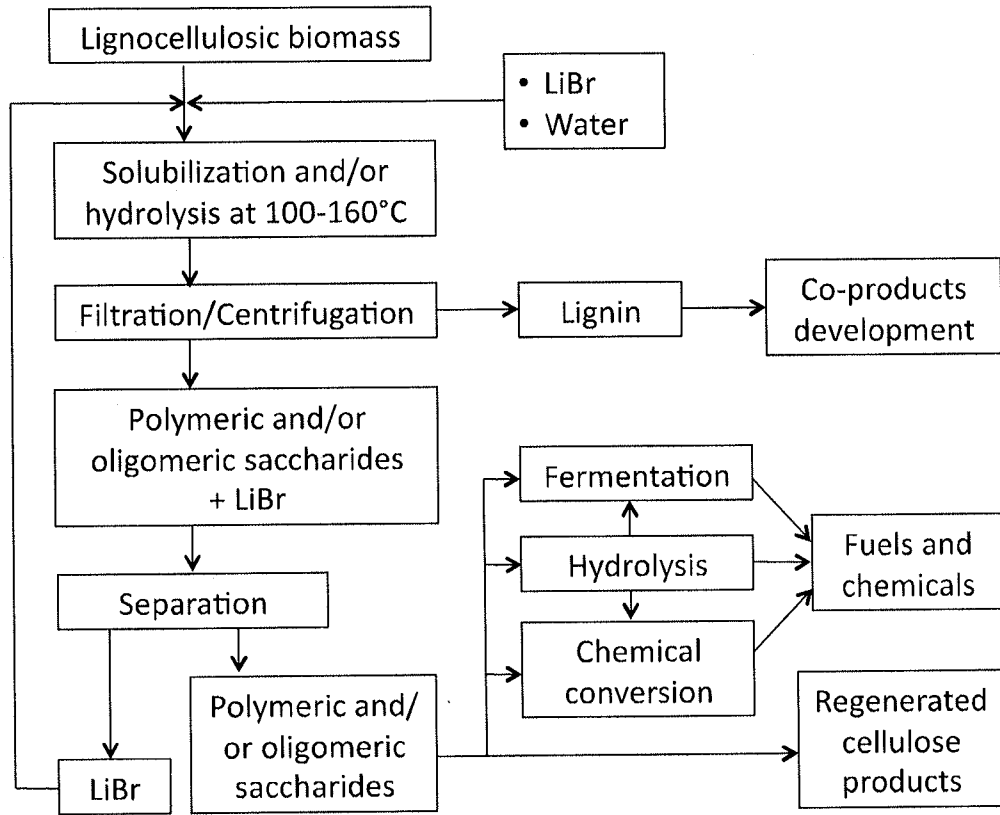 Lignocellulosic biomass
• LiBr
• Water
Solubilization and/or
hydrolysis at 100-160°C
Filtration/Centrifugation
Lignin
Co-products
development
Polymeric and/or
oligomeric saccharides
+ LiBr
Fermentation
Hydrolysis
Fuels and
chemicals
Separation
Chemical
conversion
Polymeric and/
or oligomeric
saccharides
Regenerated
cellulose
products
LiBr